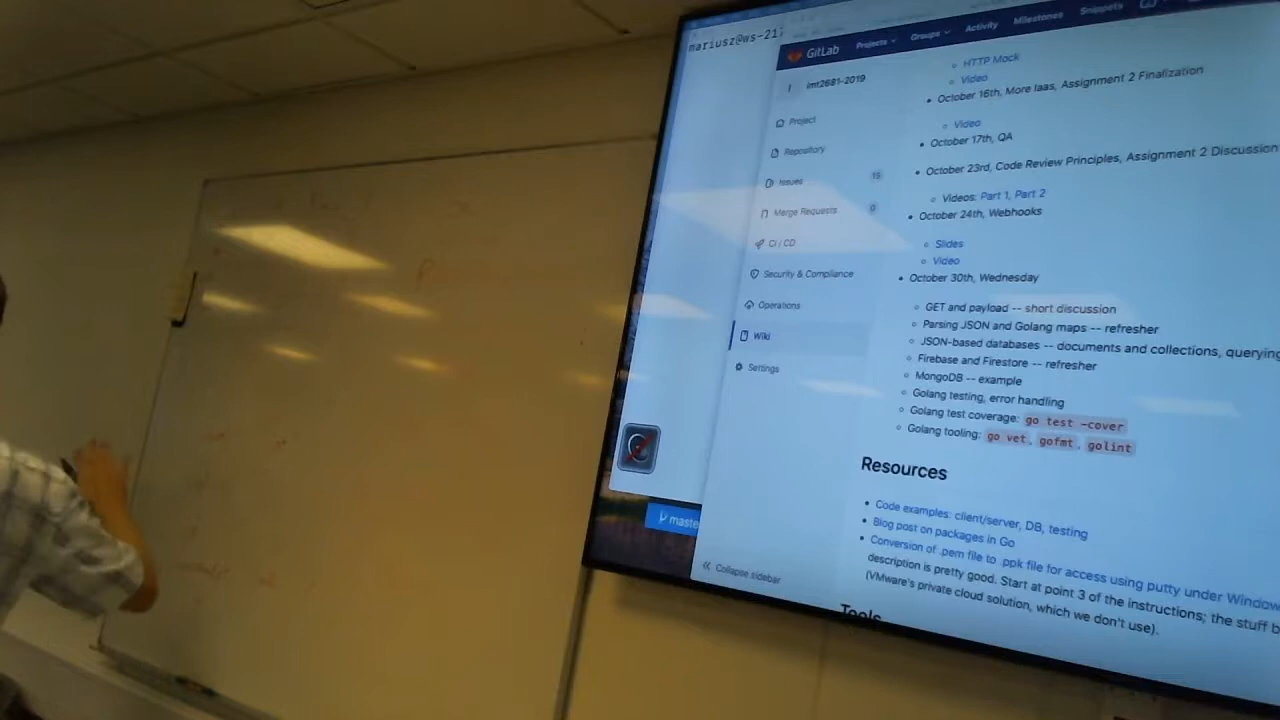 mariusz@ws-21
GitLab Projects Groups Activity Milestones Snippets
I imt2681-2019
Project
Repository
Issues 15
Merge Requests 0
CI / CD
Security & Compliance
Operations
Wiki
Settings
Collapse sidebar
master
HTTP Mock
Video
October 16th, More Iaas, Assignment 2 Finalization
Video
October 17th, QA
October 23rd, Code Review Principles, Assignment 2 Discussion
Videos: Part 1, Part 2
October 24th, Webhooks
Slides
Video
October 30th, Wednesday
GET and payload -- short discussion
Parsing JSON and Golang maps -- refresher
JSON-based databases -- documents and collections, querying
Firebase and Firestore -- refresher
MongoDB -- example
Golang testing, error handling
Golang test coverage: go test -cover
Golang tooling: go vet, gofmt, golint
Resources
Code examples: client/server, DB, testing
Blog post on packages in Go
Conversion of .pem file to .ppk file for access using putty under Window
description is pretty good. Start at point 3 of the instructions; the stuff b
(VMware's private cloud solution, which we don't use).
Tools